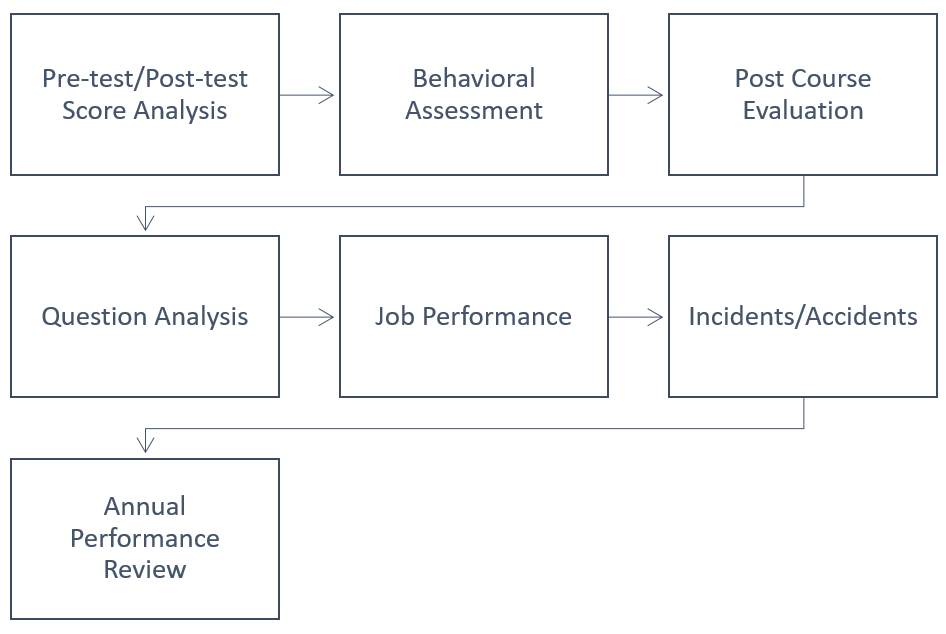 Pre-test/Post-test
Score Analysis
Behavioral
Assessment
Post Course
Evaluation
Question Analysis
Job Performance
Incidents/Accidents
Annual
Performance
Review